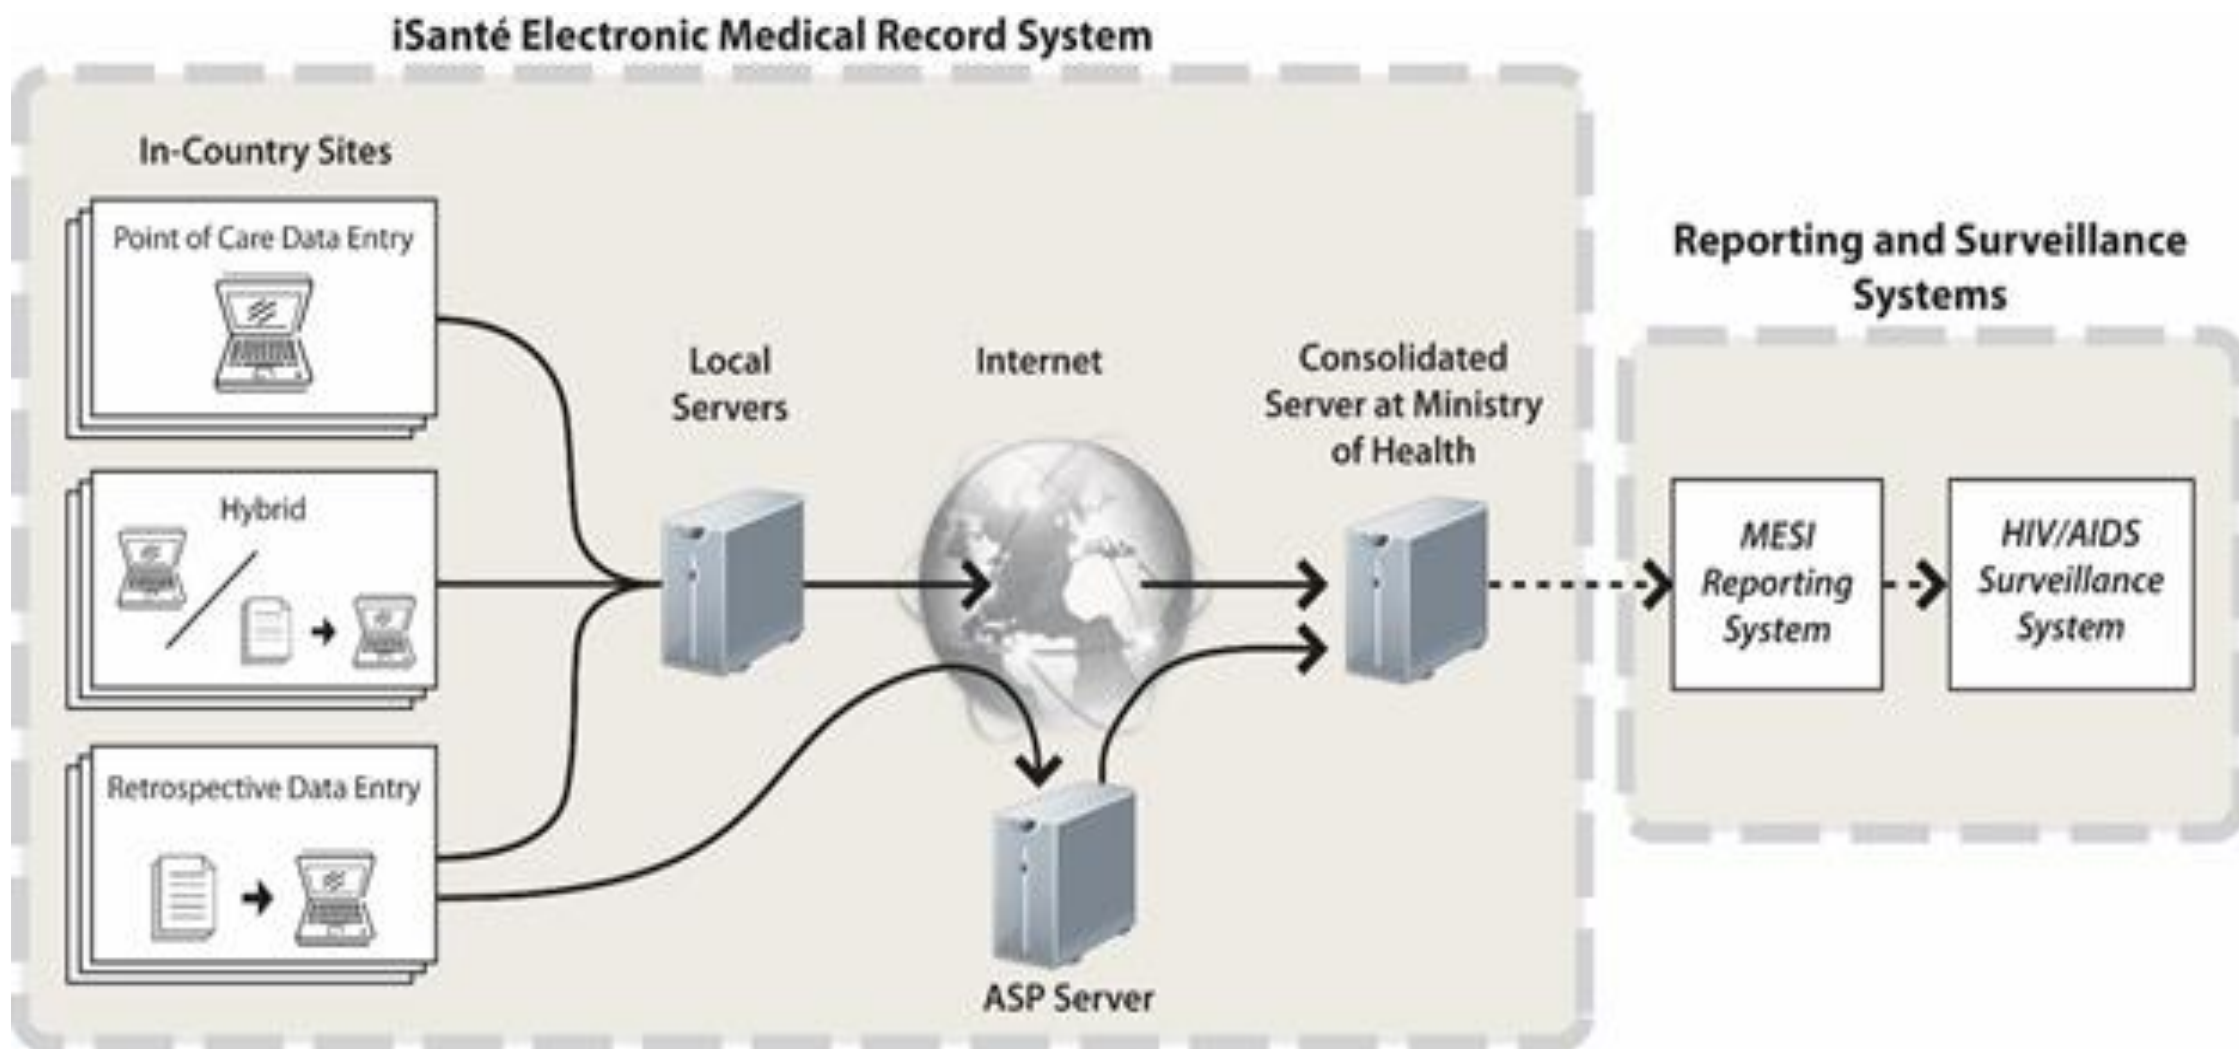 iSanté Electronic Medical Record System
In-Country Sites
Point of Care Data Entry
Hybrid
Retrospective Data Entry
Local
Servers
Internet
ASP Server
Consolidated
Server at Ministry
of Health
Reporting and Surveillance
Systems
MESI
Reporting
System
HIV/AIDS
Surveillance
System